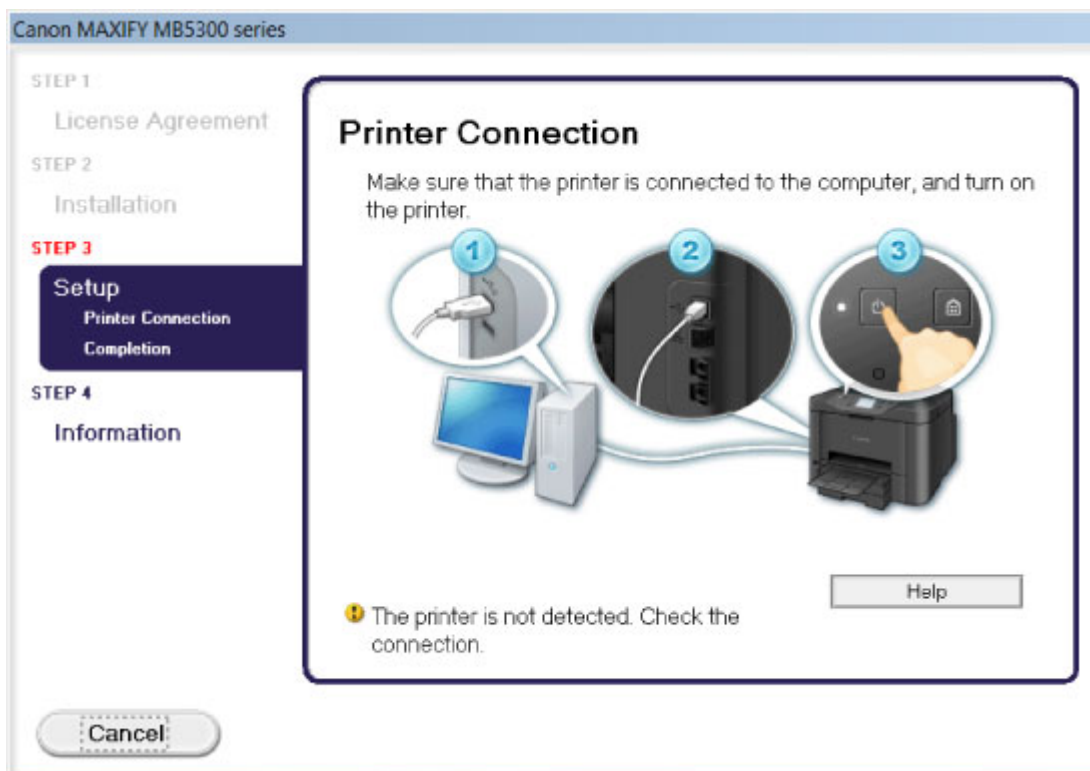 Canon MAXIFY MB5300 series
STEP 1
License Agreement
STEP 2
Installation
STEP 3
Setup
Printer Connection
Completion
STEP 4
Information
Printer Connection
Make sure that the printer is connected to the computer, and turn on
the printer.
1
2
3
Help
The printer is not detected. Check the
connection.
Cancel